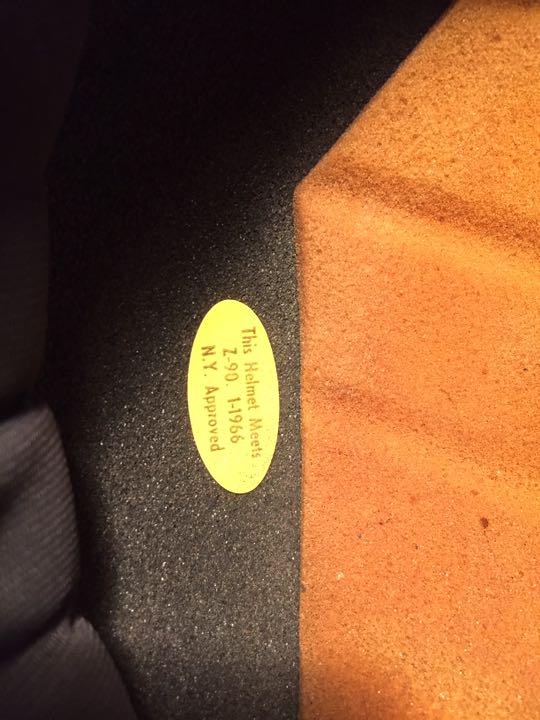 This Helmet Meets
Z-90. 1-1966
N.Y. Approved